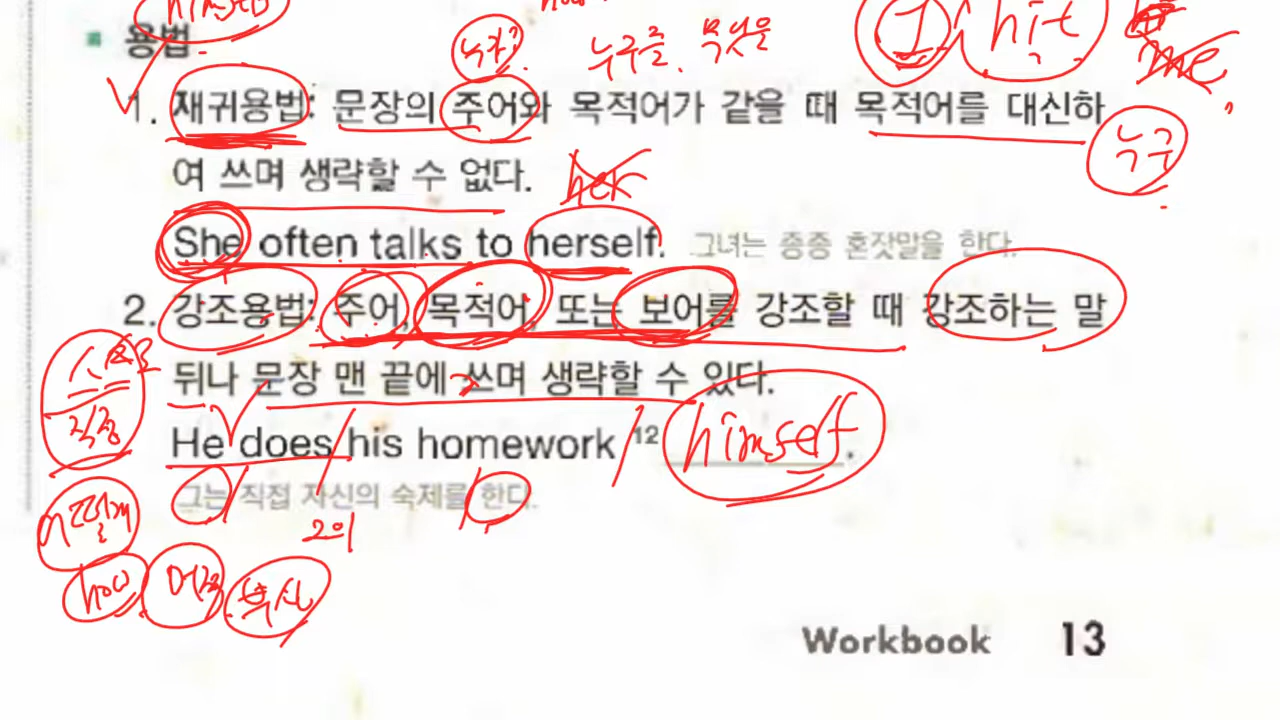 himself
용법
누가?
누구를, 무엇을
I hit me
1. 재귀용법: 문장의 주어와 목적어가 같을 때 목적어를 대신하
누구
여 쓰며 생략할 수 없다. her
She often talks to herself. 그녀는 종종 혼잣말을 한다.
2. 강조용법: 주어, 목적어, 또는 보어를 강조할 때 강조하는 말
스스로
뒤나 문장 맨 끝에 쓰며 생략할 수 있다.
직접
He does his homework 12 himself.
그는 직접 자신의 숙제를 한다.
어떻게
그의
how
Workbook 13